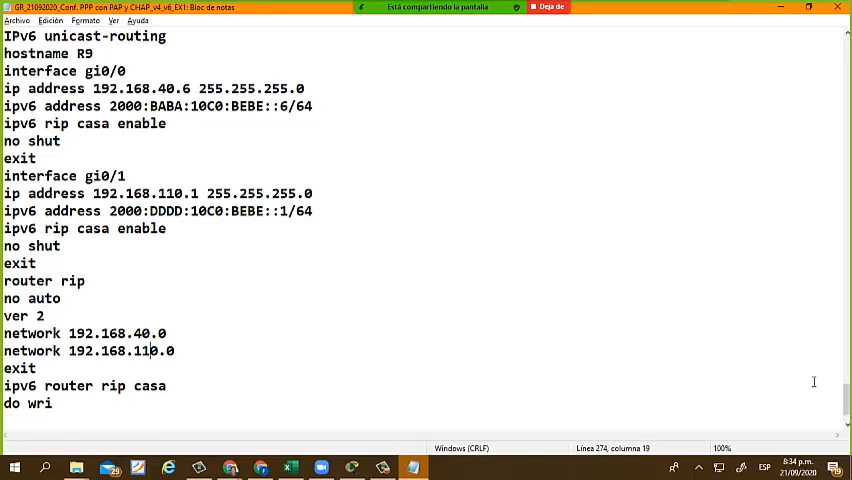 GR_21092020_Conf. PPP con PAP y CHAP_v4_v6_EX1: Bloc de notas
Está compartiendo la pantalla
Deja de
Archivo Edición Formato Ver Ayuda
IPv6 unicast-routing
hostname R9
interface gi0/0
ip address 192.168.40.6 255.255.255.0
ipv6 address 2000:BABA:10C0:BEBE::6/64
ipv6 rip casa enable
no shut
exit
interface gi0/1
ip address 192.168.110.1 255.255.255.0
ipv6 address 2000:DDDD:10C0:BEBE::1/64
ipv6 rip casa enable
no shut
exit
router rip
no auto
ver 2
network 192.168.40.0
network 192.168.110.0
exit
ipv6 router rip casa
do wri
Windows (CRLF) Línea 274, columna 19 100%
29
ESP
8:34 p.m.
21/09/2020
19